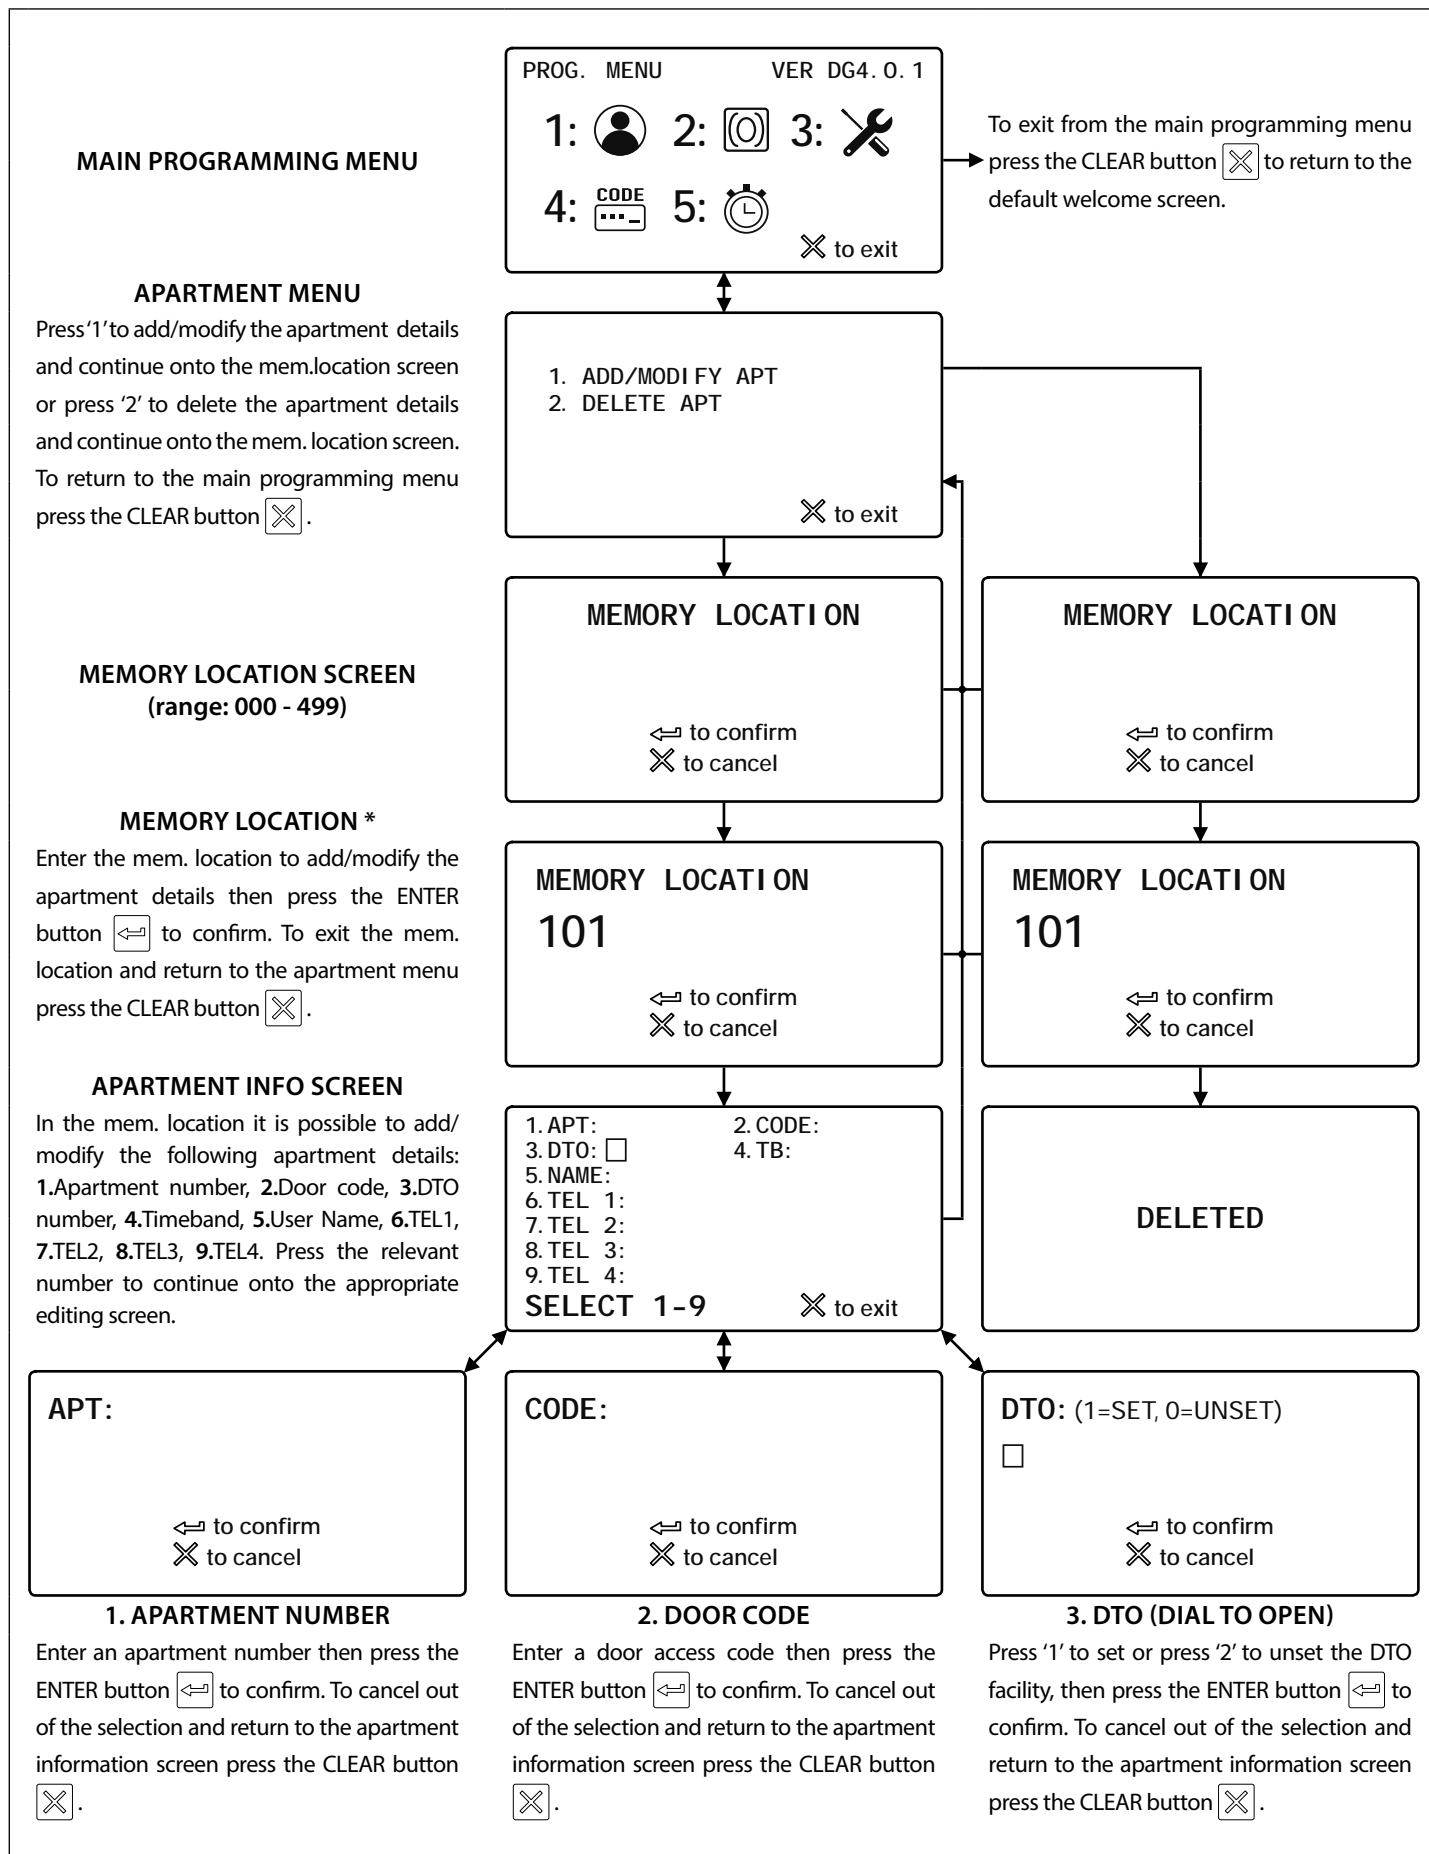 PROG. MENU VER DG4.0.1
1: 2: 3:
4: CODE 5:
to exit
MAIN PROGRAMMING MENU
To exit from the main programming menu
press the CLEAR button to return to the
default welcome screen.
APARTMENT MENU
Press '1' to add/modify the apartment details
and continue onto the mem.location screen
or press '2' to delete the apartment details
and continue onto the mem. location screen.
To return to the main programming menu
press the CLEAR button .
1. ADD/MODIFY APT
2. DELETE APT
to exit
MEMORY LOCATION SCREEN
(range: 000 - 499)
MEMORY LOCATION
to confirm
to cancel
MEMORY LOCATION
to confirm
to cancel
MEMORY LOCATION *
Enter the mem. location to add/modify the
apartment details then press the ENTER
button to confirm. To exit the mem.
location and return to the apartment menu
press the CLEAR button .
MEMORY LOCATION
101
to confirm
to cancel
MEMORY LOCATION
101
to confirm
to cancel
APARTMENT INFO SCREEN
In the mem. location it is possible to add/
modify the following apartment details:
1.Apartment number, 2.Door code, 3.DTO
number, 4.Timeband, 5.User Name, 6.TEL1,
7.TEL2, 8.TEL3, 9.TEL4. Press the relevant
number to continue onto the appropriate
editing screen.
1.APT: 2.CODE:
3.DTO: 4.TB:
5.NAME:
6.TEL 1:
7.TEL 2:
8.TEL 3:
9.TEL 4:
SELECT 1-9 to exit
DELETED
APT:
to confirm
to cancel
CODE:
to confirm
to cancel
DTO: (1=SET, 0=UNSET)
to confirm
to cancel
1. APARTMENT NUMBER
Enter an apartment number then press the
ENTER button to confirm. To cancel out
of the selection and return to the apartment
information screen press the CLEAR button
.
2. DOOR CODE
Enter a door access code then press the
ENTER button to confirm. To cancel out
of the selection and return to the apartment
information screen press the CLEAR button
.
3. DTO (DIAL TO OPEN)
Press '1' to set or press '2' to unset the DTO
facility, then press the ENTER button to
confirm. To cancel out of the selection and
return to the apartment information screen
press the CLEAR button .